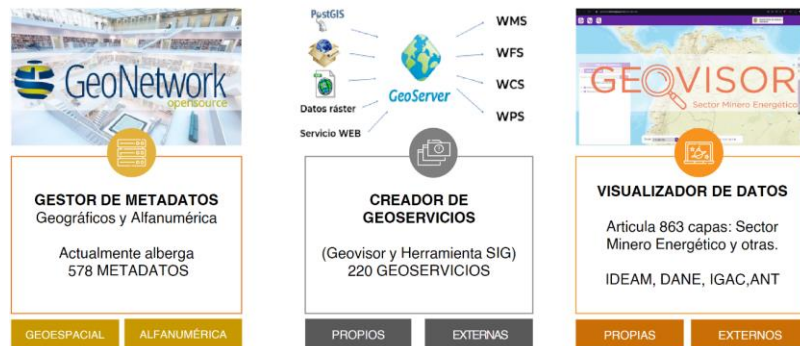 GeoNetwork
opensource
GESTOR DE METADATOS
Geográficos y Alfanumérica
Actualmente alberga
578 METADATOS
GEOESPACIAL
ALFANUMÉRICA
PostGIS
Datos ráster
Servicio WEB
GeoServer
WMS
WFS
WCS
WPS
CREADOR DE
GEOSERVICIOS
(Geovisor y Herramienta SIG)
220 GEOSERVICIOS
PROPIOS
EXTERNAS
GEOVISOR
Sector Minero Energético
VISUALIZADOR DE DATOS
Articula 863 capas: Sector
Minero Energético y otras.
IDEAM, DANE, IGAC,ANT
PROPIAS
EXTERNOS